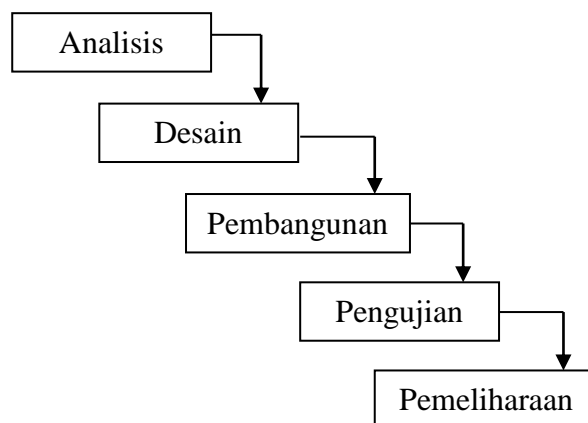 Analisis
Desain
Pembangunan
Pengujian
Pemeliharaan